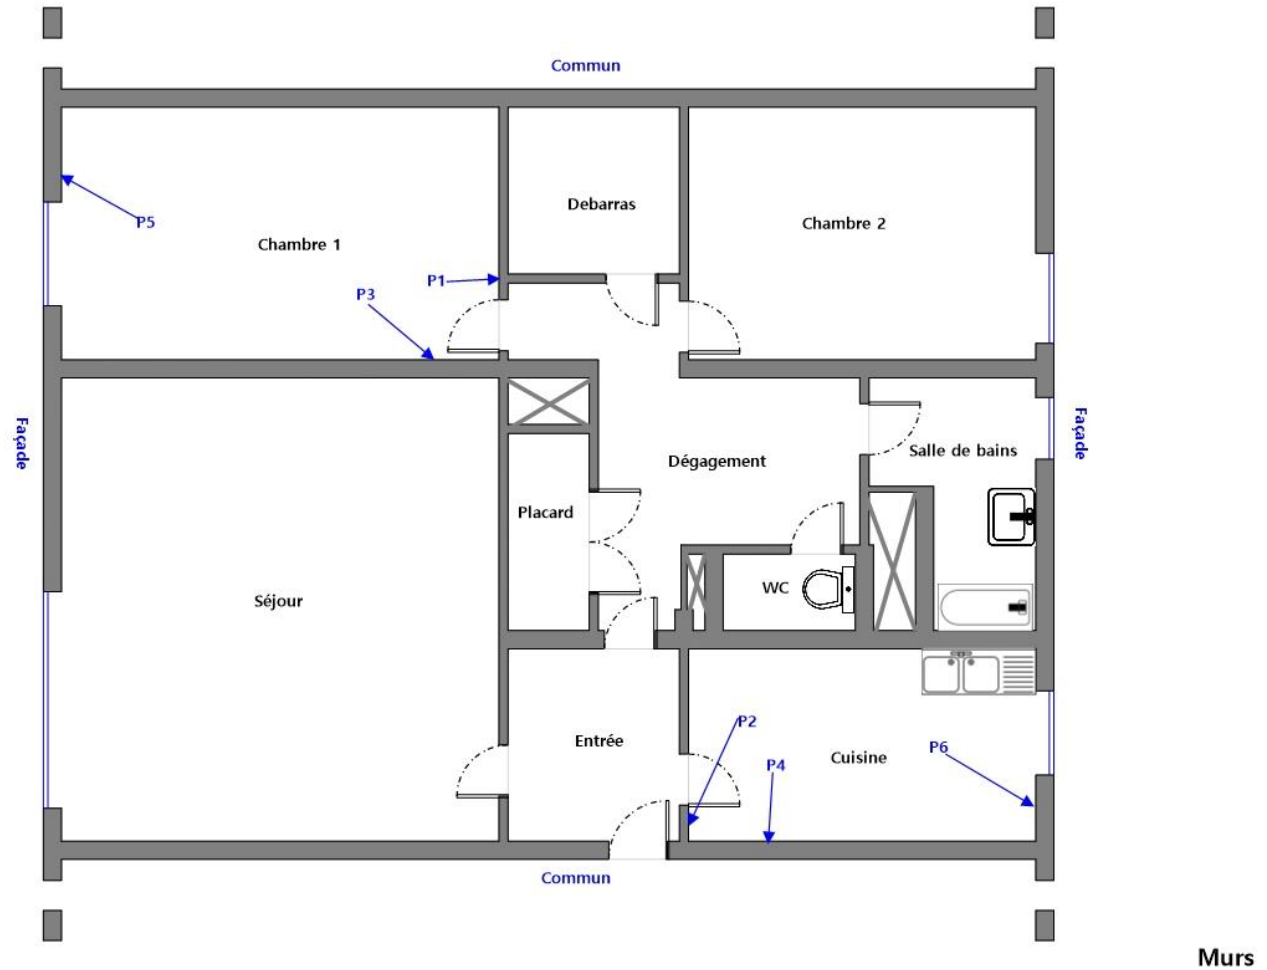 Commun
Debarras
Chambre 2
P5
Chambre 1
P1
P3
Façade
Façade
Dégagement
Salle de bains
Placard
WC
Séjour
P2
Entrée
P6
Cuisine
P4
Commun
Murs